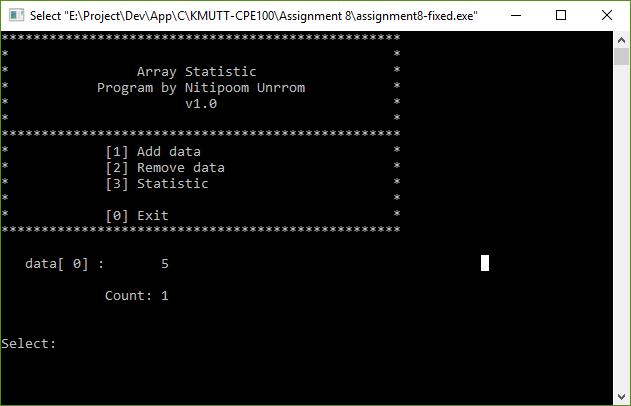 Select "E:\Project\Dev\App\C\KMUTT-CPE100\Assignment 8\assignment8-fixed.exe"
**************************************************
*                                                *
*                Array Statistic                 *
*           Program by Nitipoom Unrrom           *
*                      v1.0                      *
*                                                *
**************************************************
*            [1] Add data                        *
*            [2] Remove data                     *
*            [3] Statistic                       *
*                                                *
*            [0] Exit                            *
**************************************************
   data[ 0] :       5
             Count: 1
Select: